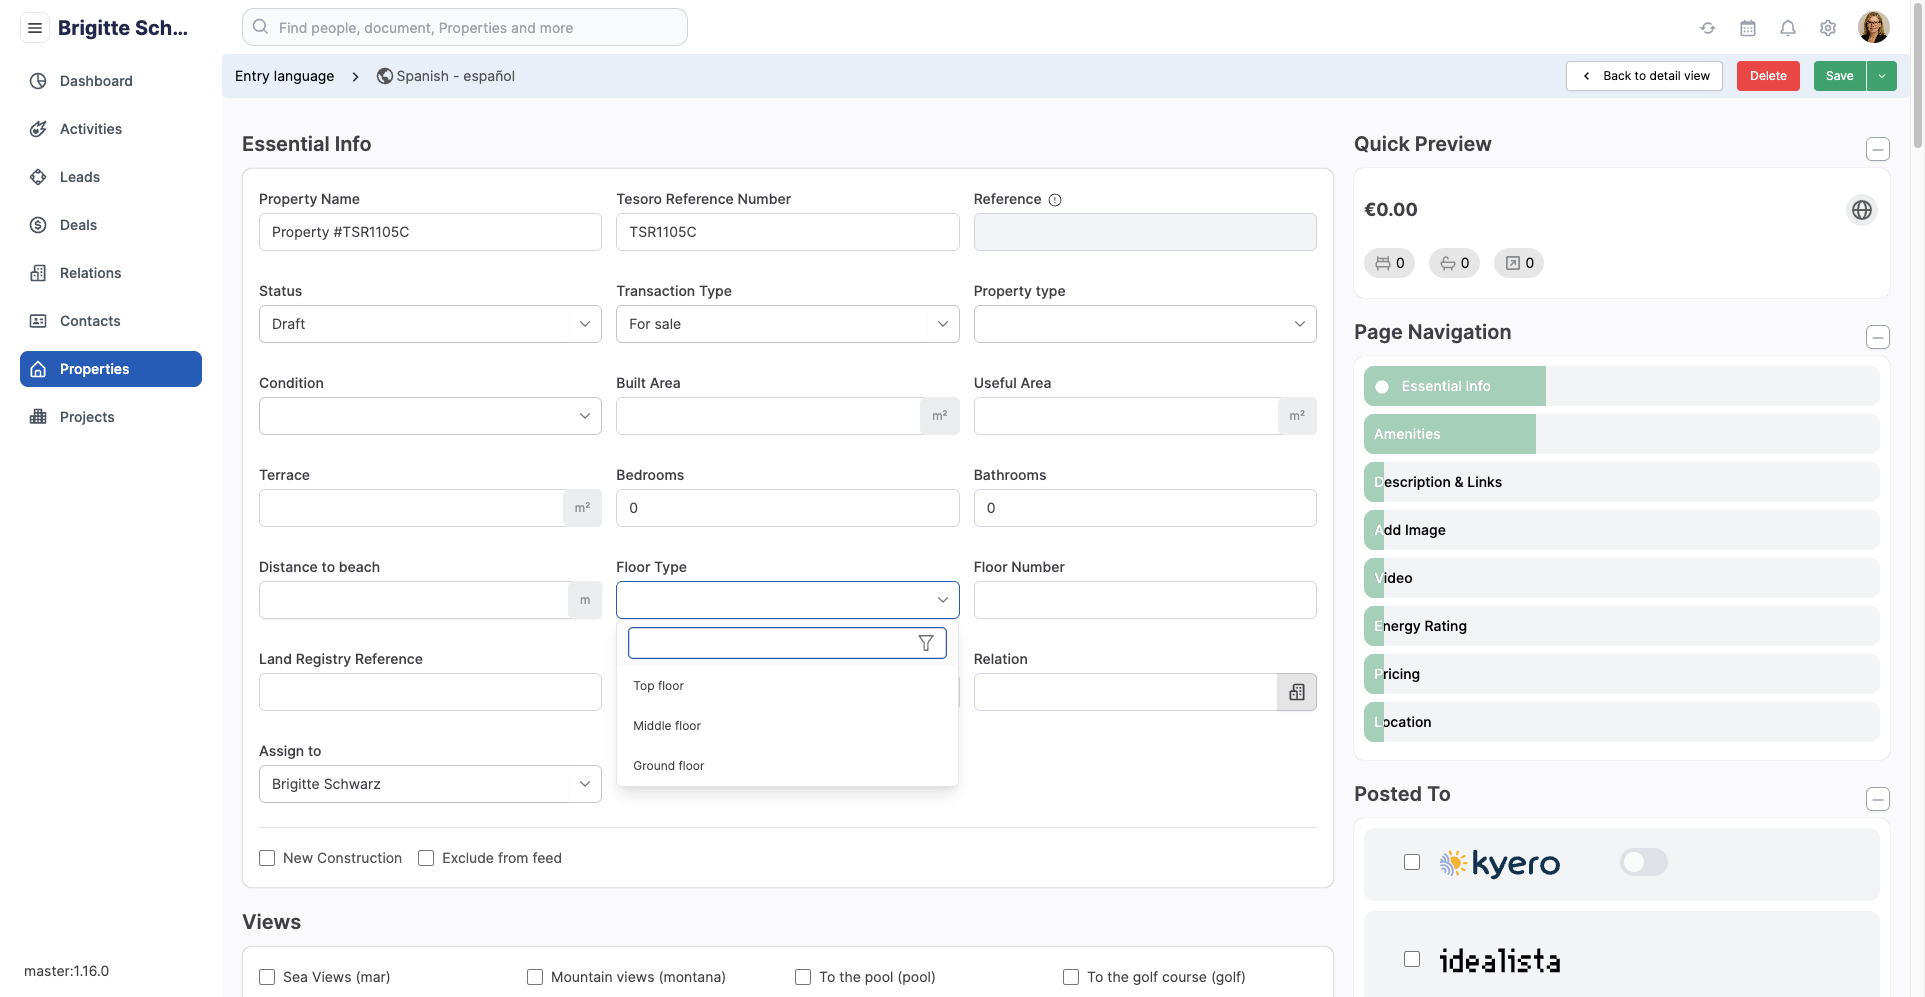 Brigitte Sch...
Find people, document, Properties and more
Entry language
Spanish - español
Back to detail view
Delete
Save
Dashboard
Activities
Leads
Deals
Relations
Contacts
Properties
Projects
master:1.16.0
Essential Info
Property Name
Tesoro Reference Number
Reference
Property #TSR1105C
TSR1105C
Status
Transaction Type
Property type
Draft
For sale
Condition
Built Area
Useful Area
m²
m²
Terrace
Bedrooms
Bathrooms
m²
0
0
Distance to beach
Floor Type
Floor Number
m
Top floor
Middle floor
Ground floor
Land Registry Reference
Relation
Assign to
Brigitte Schwarz
New Construction
Exclude from feed
Views
Sea Views (mar)
Mountain views (montana)
To the pool (pool)
To the golf course (golf)
Quick Preview
€0.00
0
0
0
Page Navigation
Essential Info
Amenities
Description & Links
Add Image
Video
Energy Rating
Pricing
Location
Posted To
kyero
idealista